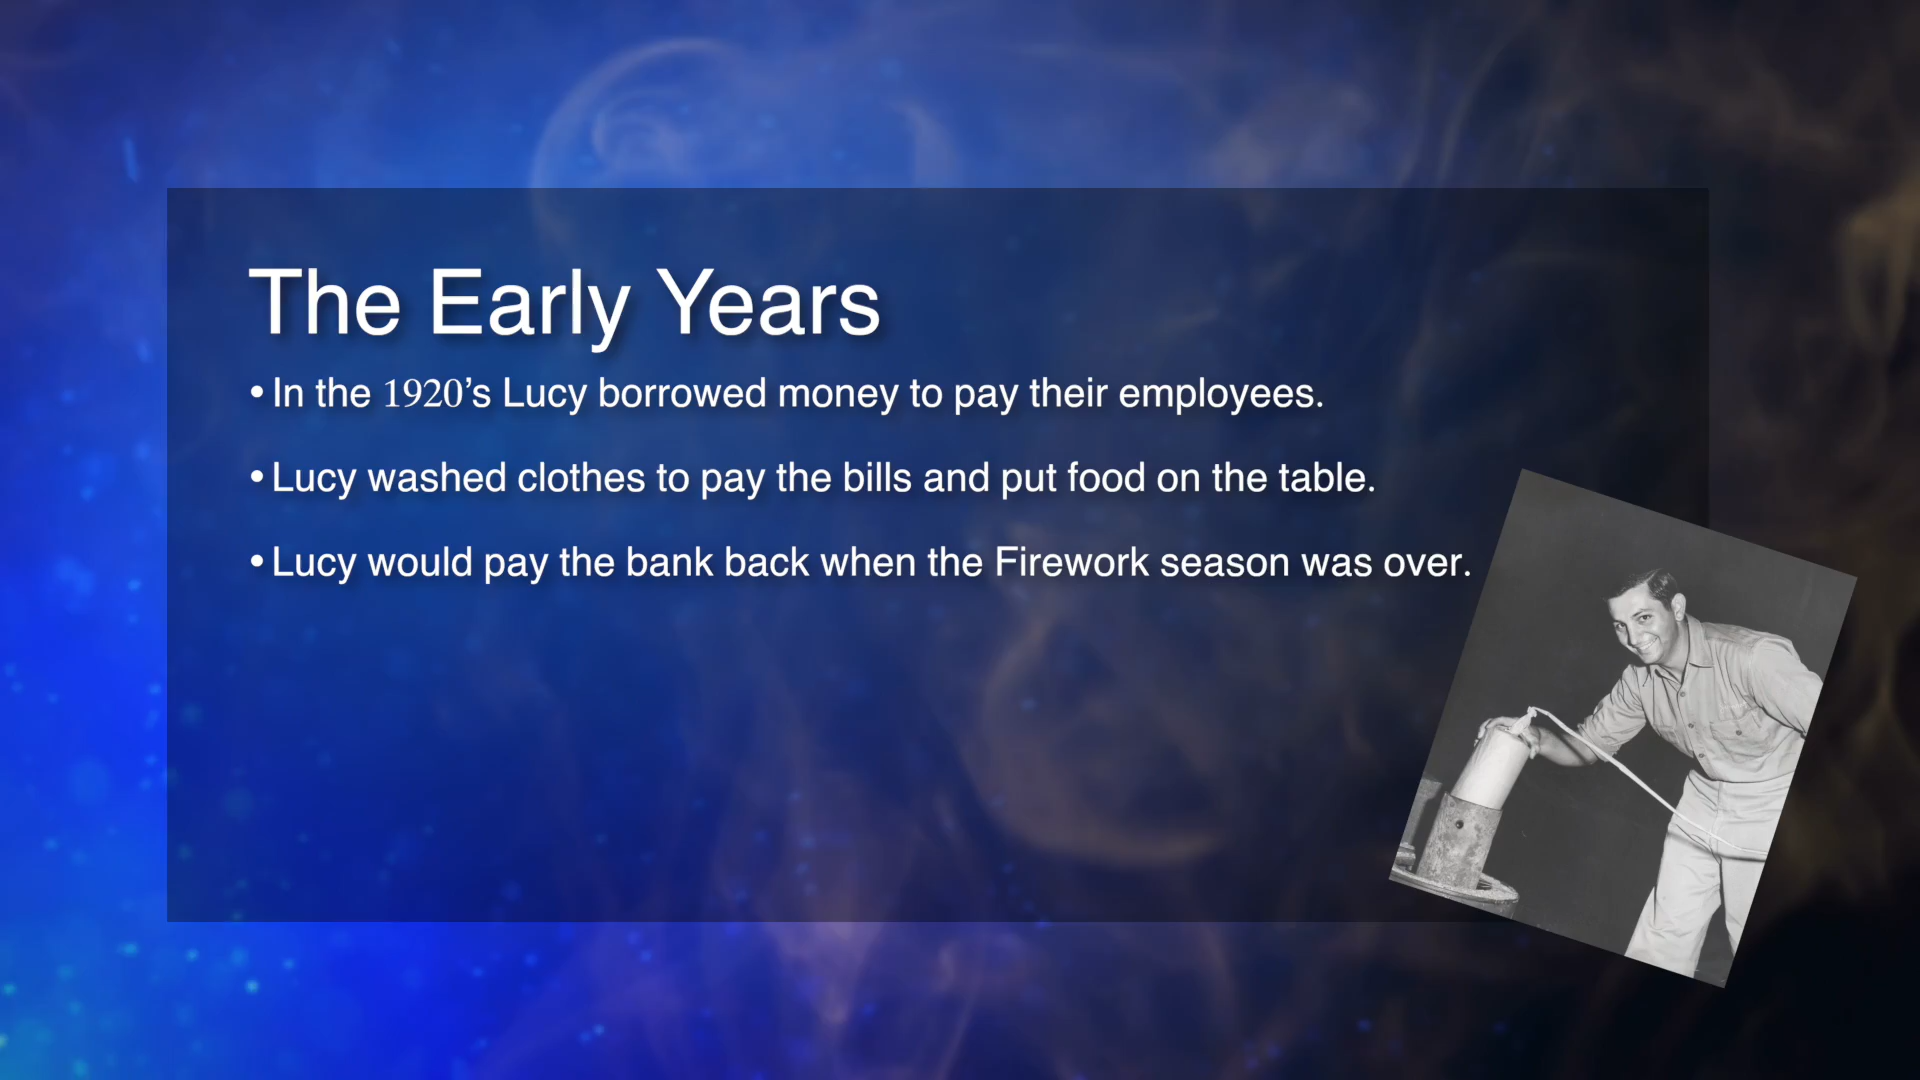 The Early Years
• In the 1920’s Lucy borrowed money to pay their employees.
• Lucy washed clothes to pay the bills and put food on the table.
• Lucy would pay the bank back when the Firework season was over.